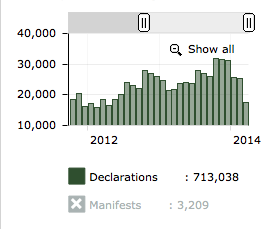 40,000
Show all
30,000
20,000
10,000
2012 2014
Declarations : 713,038
Manifests : 3,209